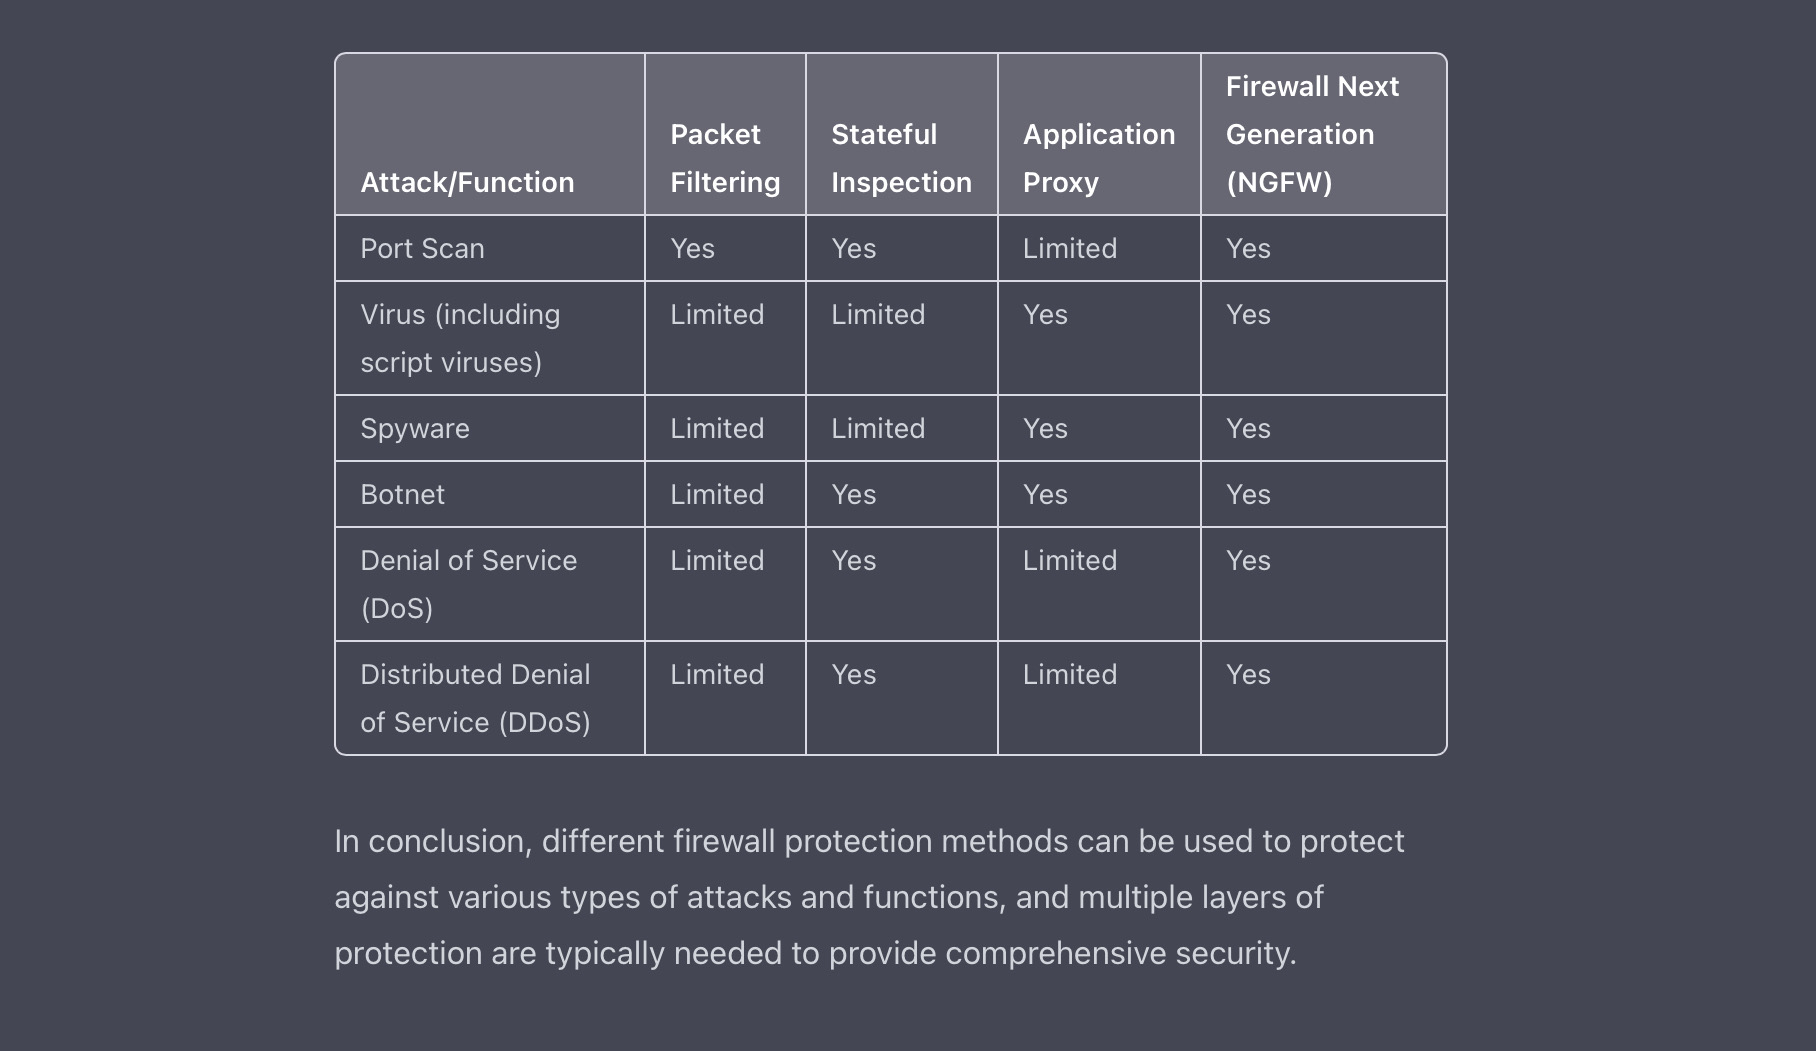 Attack/Function
Packet
Filtering
Stateful
Inspection
Application
Proxy
Firewall Next
Generation
(NGFW)
Port Scan
Yes
Yes
Limited
Yes
Virus (including
script viruses)
Limited
Limited
Yes
Yes
Spyware
Limited
Limited
Yes
Yes
Botnet
Limited
Yes
Yes
Yes
Denial of Service
(DoS)
Limited
Yes
Limited
Yes
Distributed Denial
of Service (DDoS)
Limited
Yes
Limited
Yes
In conclusion, different firewall protection methods can be used to protect
against various types of attacks and functions, and multiple layers of
protection are typically needed to provide comprehensive security.